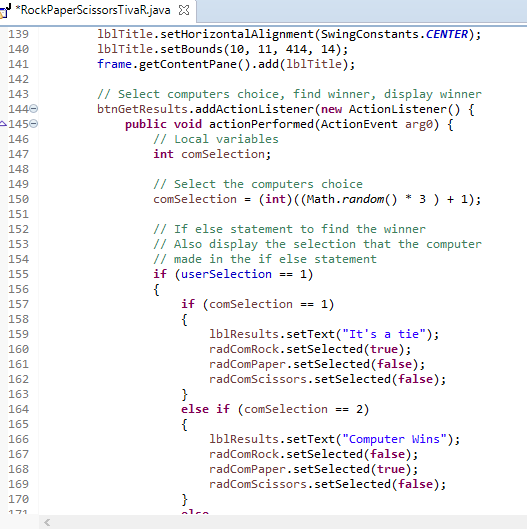 *RockPaperScissorsTivaR.java
139 lblTitle.setHorizontalAlignment(SwingConstants.CENTER);
140 lblTitle.setBounds(10, 11, 414, 14);
141 frame.getContentPane().add(lblTitle);
142
143 // Select computers choice, find winner, display winner
144 btnGetResults.addActionListener(new ActionListener() {
145 public void actionPerformed(ActionEvent arg0) {
146 // Local variables
147 int comSelection;
148
149 // Select the computers choice
150 comSelection = (int)((Math.random() * 3 ) + 1);
151
152 // If else statement to find the winner
153 // Also display the selection that the computer
154 // made in the if else statement
155 if (userSelection == 1)
156 {
157 if (comSelection == 1)
158 {
159 lblResults.setText("It's a tie");
160 radComRock.setSelected(true);
161 radComPaper.setSelected(false);
162 radComScissors.setSelected(false);
163 }
164 else if (comSelection == 2)
165 {
166 lblResults.setText("Computer Wins");
167 radComRock.setSelected(false);
168 radComPaper.setSelected(true);
169 radComScissors.setSelected(false);
170 }
171 else